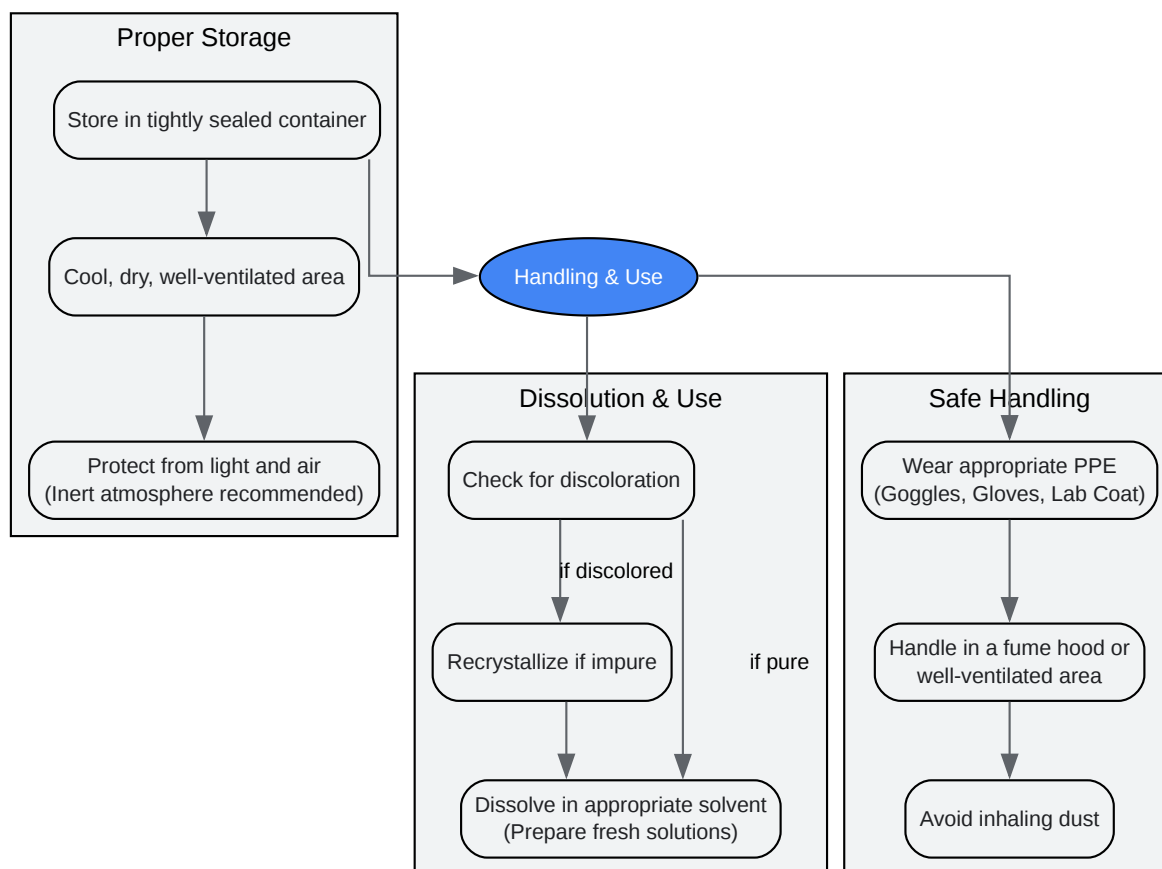 Proper Storage
Store in tightly sealed container
Cool, dry, well-ventilated area
Protect from light and air
(Inert atmosphere recommended)
Handling & Use
Dissolution & Use
Check for discoloration
if discolored
Recrystallize if impure
if pure
Dissolve in appropriate solvent
(Prepare fresh solutions)
Safe Handling
Wear appropriate PPE
(Goggles, Gloves, Lab Coat)
Handle in a fume hood or
well-ventilated area
Avoid inhaling dust